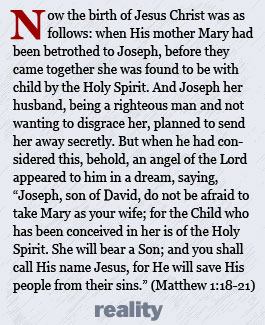 Now the birth of Jesus Christ was as
follows: when His mother Mary had
been betrothed to Joseph, before they
came together she was found to be with
child by the Holy Spirit. And Joseph her
husband, being a righteous man and not
wanting to disgrace her, planned to send
her away secretly. But when he had con-
sidered this, behold, an angel of the Lord
appeared to him in a dream, saying,
“Joseph, son of David, do not be afraid to
take Mary as your wife; for the Child who
has been conceived in her is of the Holy
Spirit. She will bear a Son; and you shall
call His name Jesus, for He will save His
people from their sins.” (Matthew 1:18-21)
reality